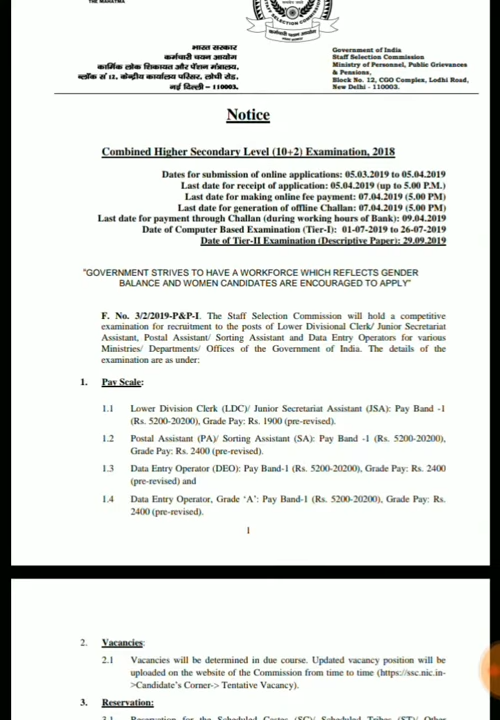 THE MAHATMA
भारत सरकार
कर्मचारी चयन आयोग
कार्मिक लोक शिकायत और पेंशन मंत्रालय,
ब्लॉक सं 12, केन्द्रीय कार्यालय परिसर, लोधी रोड,
नई दिल्ली – 110003.
Government of India
Staff Selection Commission
Ministry of Personnel, Public Grievances
& Pensions,
Block No. 12, CGO Complex, Lodhi Road,
New Delhi - 110003.
Notice
Combined Higher Secondary Level (10+2) Examination, 2018
Dates for submission of online applications: 05.03.2019 to 05.04.2019
Last date for receipt of application: 05.04.2019 (up to 5.00 P.M.)
Last date for making online fee payment: 07.04.2019 (5.00 PM)
Last date for generation of offline Challan: 07.04.2019 (5.00 PM)
Last date for payment through Challan (during working hours of Bank): 09.04.2019
Date of Computer Based Examination (Tier-I): 01-07-2019 to 26-07-2019
Date of Tier-II Examination (Descriptive Paper): 29.09.2019
"GOVERNMENT STRIVES TO HAVE A WORKFORCE WHICH REFLECTS GENDER
BALANCE AND WOMEN CANDIDATES ARE ENCOURAGED TO APPLY"
F. No. 3/2/2019-P&P-I. The Staff Selection Commission will hold a competitive
examination for recruitment to the posts of Lower Divisional Clerk/ Junior Secretariat
Assistant, Postal Assistant/ Sorting Assistant and Data Entry Operators for various
Ministries/ Departments/ Offices of the Government of India. The details of the
examination are as under:
1. Pay Scale:
1.1 Lower Division Clerk (LDC)/ Junior Secretariat Assistant (JSA): Pay Band -1
(Rs. 5200-20200), Grade Pay: Rs. 1900 (pre-revised).
1.2 Postal Assistant (PA)/ Sorting Assistant (SA): Pay Band -1 (Rs. 5200-20200),
Grade Pay: Rs. 2400 (pre-revised).
1.3 Data Entry Operator (DEO): Pay Band-1 (Rs. 5200-20200), Grade Pay: Rs. 2400
(pre-revised) and
1.4 Data Entry Operator, Grade 'A': Pay Band-1 (Rs. 5200-20200), Grade Pay: Rs.
2400 (pre-revised).
1
2. Vacancies:
2.1 Vacancies will be determined in due course. Updated vacancy position will be
uploaded on the website of the Commission from time to time (https://ssc.nic.in-
>Candidate's Corner-> Tentative Vacancy).
3. Reservation:
3.1 Reservation for the Scheduled Castes (SC)/ Scheduled Tribes (ST)/ Other